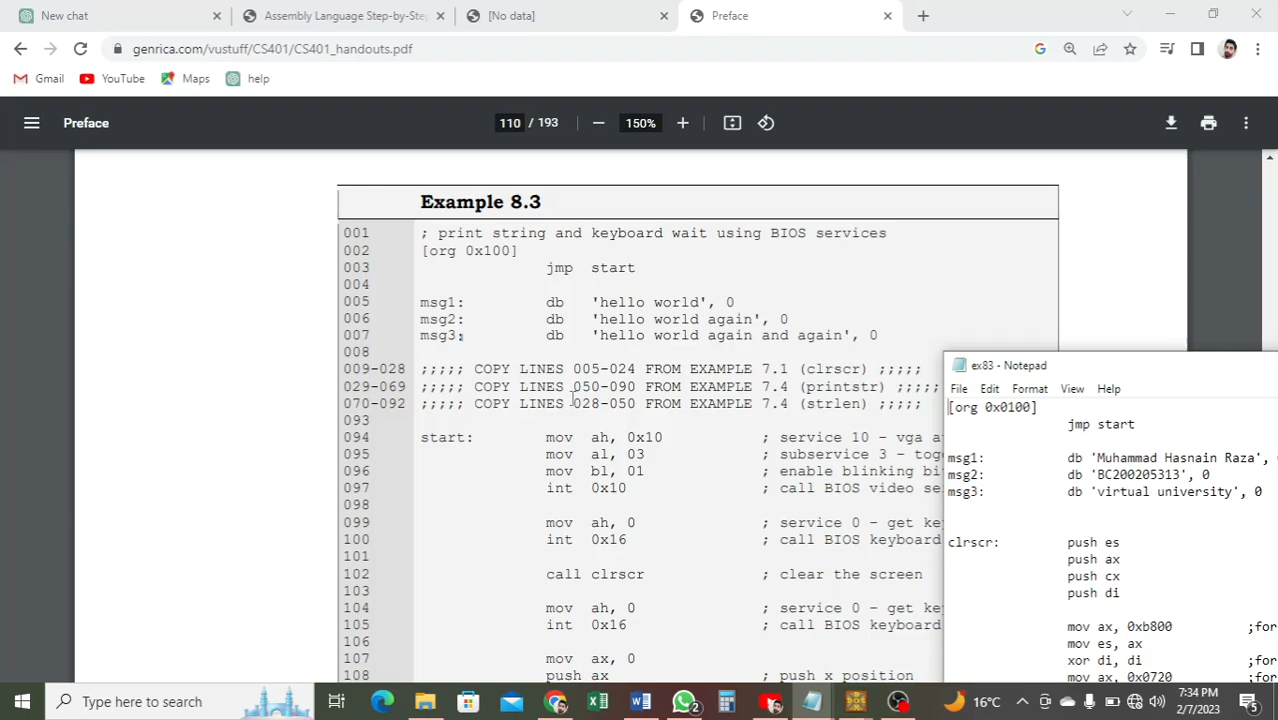 New chat
Assembly Language Step-by-Step
[No data]
Preface
genrica.com/vustuff/CS401/CS401_handouts.pdf
Gmail
YouTube
Maps
help
Preface
110 / 193
150%
Example 8.3
001 ; print string and keyboard wait using BIOS services
002 [org 0x100]
003 jmp start
004
005 msg1: db 'hello world', 0
006 msg2: db 'hello world again', 0
007 msg3: db 'hello world again and again', 0
008
009-028 ;;;;; COPY LINES 005-024 FROM EXAMPLE 7.1 (clrscr) ;;;;;
029-069 ;;;;; COPY LINES 050-090 FROM EXAMPLE 7.4 (printstr) ;;;;;
070-092 ;;;;; COPY LINES 028-050 FROM EXAMPLE 7.4 (strlen) ;;;;;
093
094 start: mov ah, 0x10 ; service 10 – vga a
095 mov al, 03 ; subservice 3 – tog
096 mov bl, 01 ; enable blinking bi
097 int 0x10 ; call BIOS video se
098
099 mov ah, 0 ; service 0 – get ke
100 int 0x16 ; call BIOS keyboard
101
102 call clrscr ; clear the screen
103
104 mov ah, 0 ; service 0 – get ke
105 int 0x16 ; call BIOS keyboard
106
107 mov ax, 0
108 push ax ; push x position
ex83 - Notepad
File Edit Format View Help
[org 0x0100]
jmp start
msg1: db 'Muhammad Hasnain Raza',
msg2: db 'BC200205313', 0
msg3: db 'virtual university', 0
clrscr: push es
push ax
push cx
push di
mov ax, 0xb800 ;for
mov es, ax
xor di, di ;for
mov ax, 0x0720 ;for
Type here to search
2
16°C
7:34 PM
2/7/2023
5